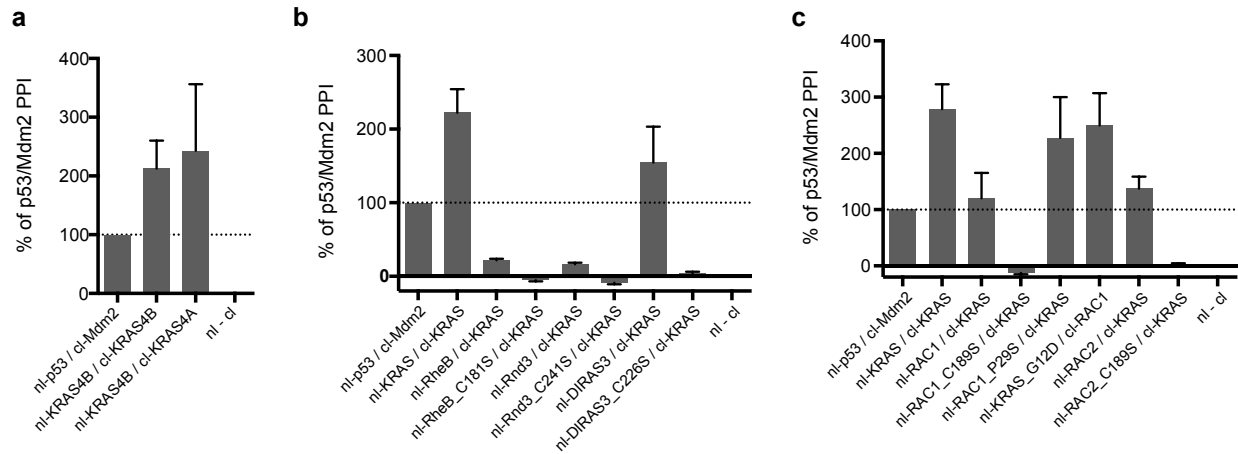 a
% of p53/Mdm2 PPI
400
300
200
100
0
nl-p53 / cl-Mdm2
nl-KRAS4B / cl-KRAS4B
nl-KRAS4B / cl-KRAS4A
nl - cl
b
% of p53/Mdm2 PPI
300
200
100
0
nl-p53 / cl-Mdm2
nl-KRAS / cl-KRAS
nl-RheB / cl-KRAS
nl-RheB_C181S / cl-KRAS
nl-Rnd3 / cl-KRAS
nl-Rnd3_C241S / cl-KRAS
nl-DIRAS3 / cl-KRAS
nl-DIRAS3_C226S / cl-KRAS
nl - cl
c
% of p53/Mdm2 PPI
400
300
200
100
0
nl-p53 / cl-Mdm2
nl-KRAS / cl-KRAS
nl-RAC1 / cl-KRAS
nl-RAC1_C189S / cl-KRAS
nl-RAC1_P29S / cl-KRAS
nl-KRAS_G12D / cl-RAC1
nl-RAC2 / cl-KRAS
nl-RAC2_C189S / cl-KRAS
nl - cl